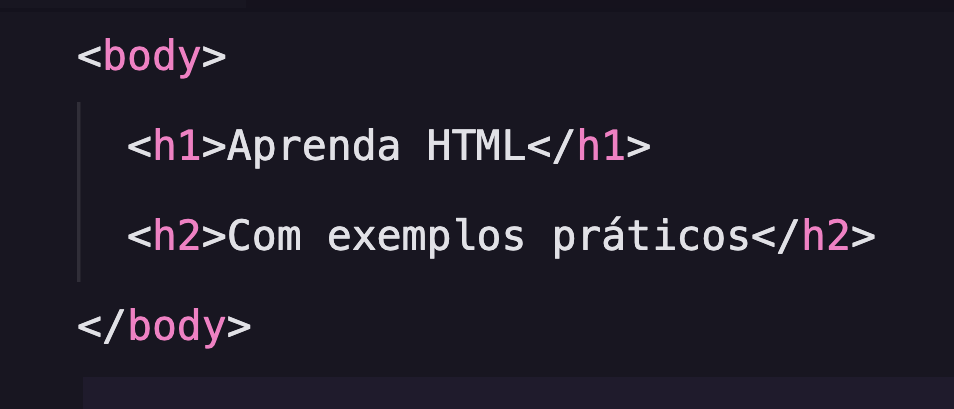 <body>
<h1>Aprenda HTML</h1>
<h2>Com exemplos práticos</h2>
</body>